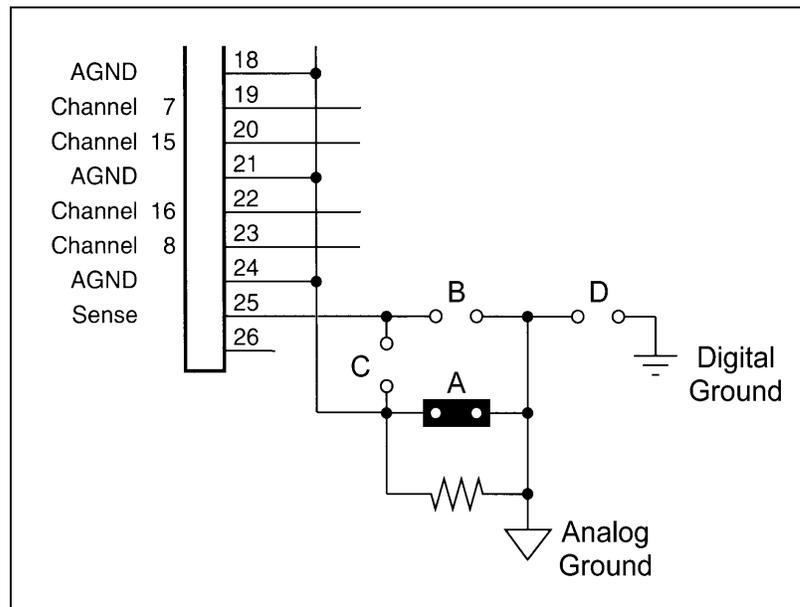 AGND 18
Channel 7 19
Channel 15 20
AGND 21
Channel 16 22
Channel 8 23
AGND 24
Sense 25
26
B
D
C
A
Digital
Ground
Analog
Ground